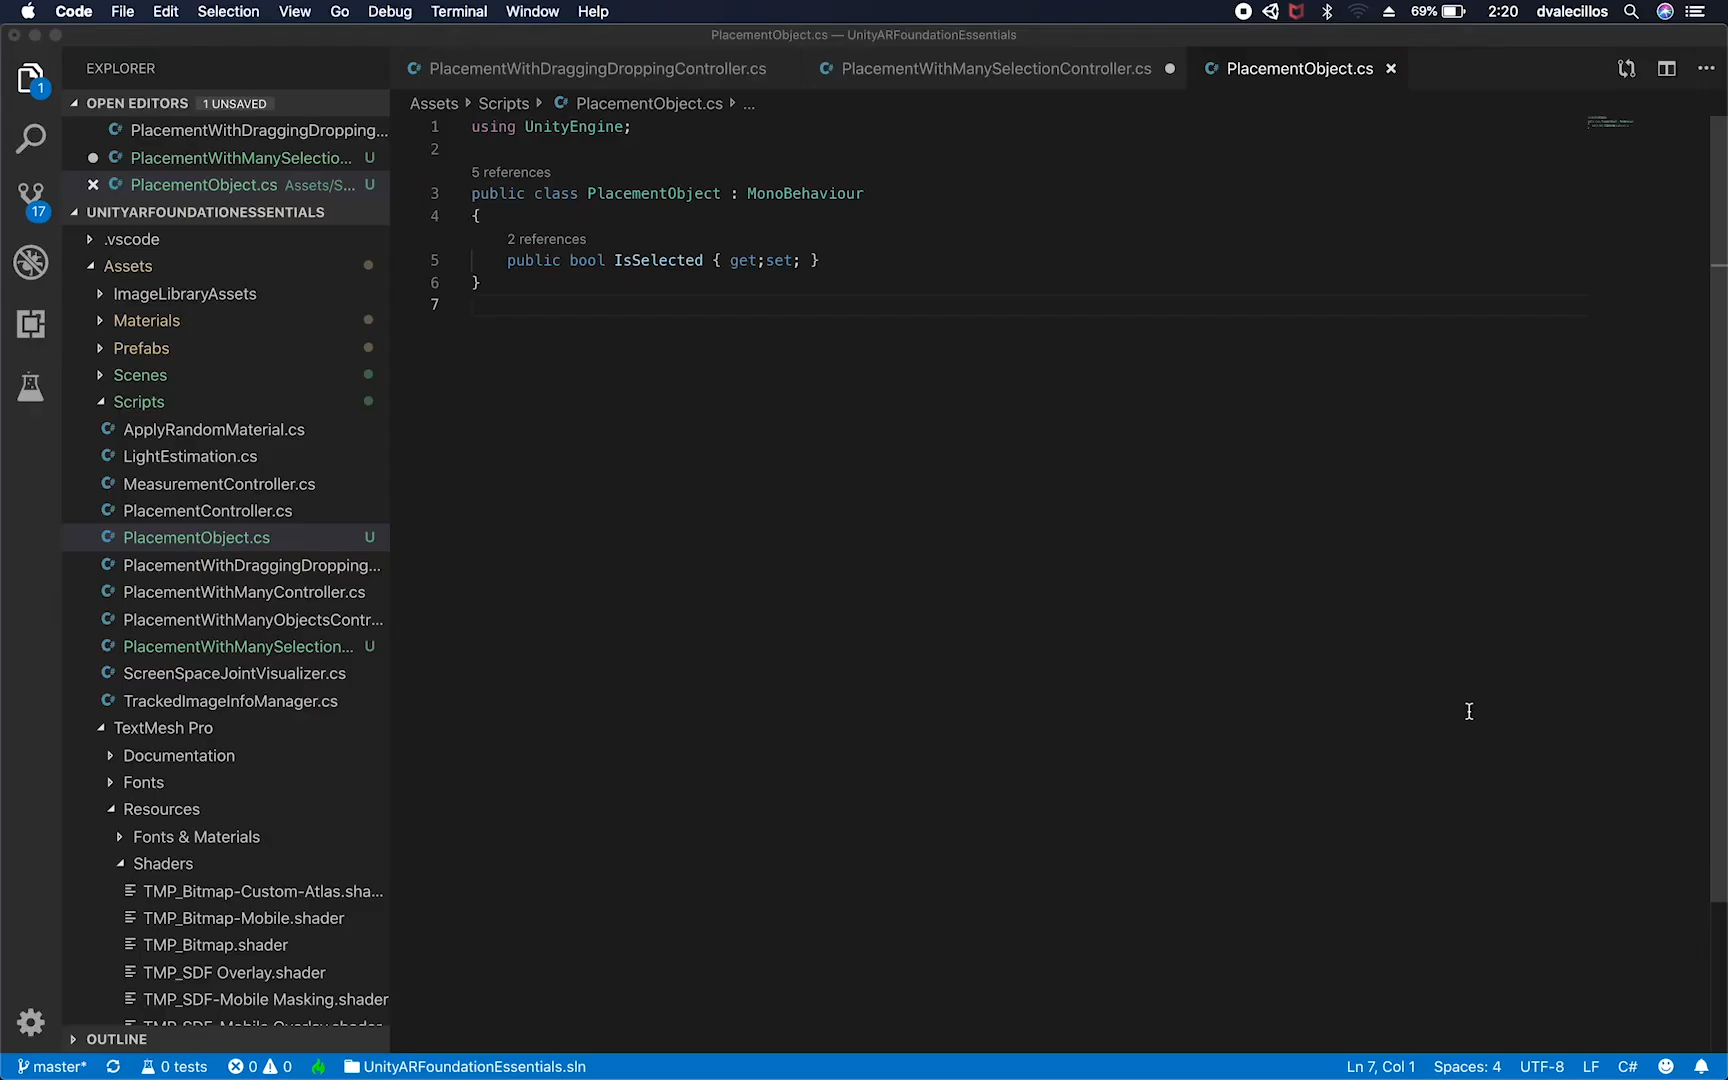 Code File Edit Selection View Go Debug Terminal Window Help 69% 2:20 dvalecillos
PlacementObject.cs — UnityARFoundationEssentials
EXPLORER
PlacementWithDraggingDroppingController.cs
PlacementWithManySelectionController.cs
PlacementObject.cs
OPEN EDITORS 1 UNSAVED
PlacementWithDraggingDropping...
PlacementWithManySelectio... U
PlacementObject.cs Assets/S... U
UNITYARFOUNDATIONESSENTIALS
.vscode
Assets
ImageLibraryAssets
Materials
Prefabs
Scenes
Scripts
ApplyRandomMaterial.cs
LightEstimation.cs
MeasurementController.cs
PlacementController.cs
PlacementObject.cs U
PlacementWithDraggingDropping...
PlacementWithManyController.cs
PlacementWithManyObjectsContr...
PlacementWithManySelection... U
ScreenSpaceJointVisualizer.cs
TrackedImageInfoManager.cs
TextMesh Pro
Documentation
Fonts
Resources
Fonts & Materials
Shaders
TMP_Bitmap-Custom-Atlas.sha...
TMP_Bitmap-Mobile.shader
TMP_Bitmap.shader
TMP_SDF Overlay.shader
TMP_SDF-Mobile Masking.shader
TMP_SDF-Mobile Overlay.shader
OUTLINE
1
17
Assets Scripts PlacementObject.cs ...
1 using UnityEngine;
2
5 references
3 public class PlacementObject : MonoBehaviour
4 {
2 references
5 public bool IsSelected { get;set; }
6 }
7
master* 0 tests 0 0 UnityARFoundationEssentials.sln Ln 7, Col 1 Spaces: 4 UTF-8 LF C#